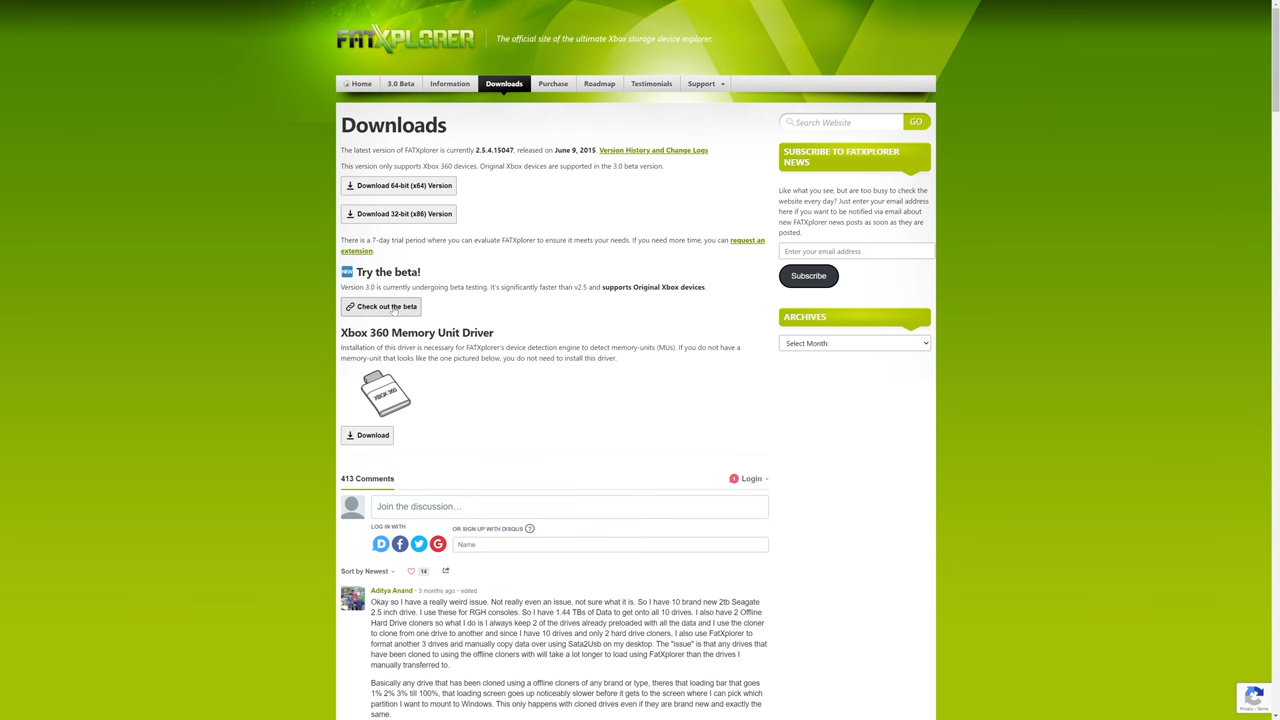 FATXPLORER
The official site of the ultimate Xbox storage device explorer.
Home
3.0 Beta
Information
Downloads
Purchase
Roadmap
Testimonials
Support
Downloads
The latest version of FATXplorer is currently 2.5.4.15047, released on June 9, 2015. Version History and Change Logs
This version only supports Xbox 360 devices. Original Xbox devices are supported in the 3.0 beta version.
Download 64-bit (x64) Version
Download 32-bit (x86) Version
There is a 7-day trial period where you can evaluate FATXplorer to ensure it meets your needs. If you need more time, you can request an
extension.
NEW Try the beta!
Version 3.0 is currently undergoing beta testing. It's significantly faster than v2.5 and supports Original Xbox devices.
Check out the beta
Xbox 360 Memory Unit Driver
Installation of this driver is necessary for FATXplorer's device detection engine to detect memory-units (MUs). If you do not have a
memory-unit that looks like the one pictured below, you do not need to install this driver.
XBOX 360
Download
413 Comments
1 Login
Join the discussion…
LOG IN WITH
OR SIGN UP WITH DISQUS ?
D
f
G
Name
Sort by Newest
14
Aditya Anand • 3 months ago • edited
Okay so I have a really weird issue. Not really even an issue, not sure what it is. So I have 10 brand new 2tb Seagate
2.5 inch drive. I use these for RGH consoles. So I have 1.44 TBs of Data to get onto all 10 drives. I also have 2 Offline
Hard Drive cloners so what I do is I always keep 2 of the drives already preloaded with all the data and I use the cloner
to clone from one drive to another and since I have 10 drives and only 2 hard drive cloners, I also use FatXplorer to
format another 3 drives and manually copy data over using Sata2Usb on my desktop. The "issue" is that any drives that
have been cloned to using the offline cloners with will take a lot longer to load using FatXplorer than the drives I
manually transferred to.
Basically any drive that has been cloned using a offline cloners of any brand or type, theres that loading bar that goes
1% 2% 3% till 100%, that loading screen goes up noticeably slower before it gets to the screen where I can pick which
partition I want to mount to Windows. This only happens with cloned drives even if they are brand new and exactly the
same.
Search Website
GO
SUBSCRIBE TO FATXPLORER
NEWS
Like what you see, but are too busy to check the
website every day? Just enter your email address
here if you want to be notified via email about
new FATXplorer news posts as soon as they are
posted.
Enter your email address
Subscribe
ARCHIVES
Select Month:
Privacy - Terms